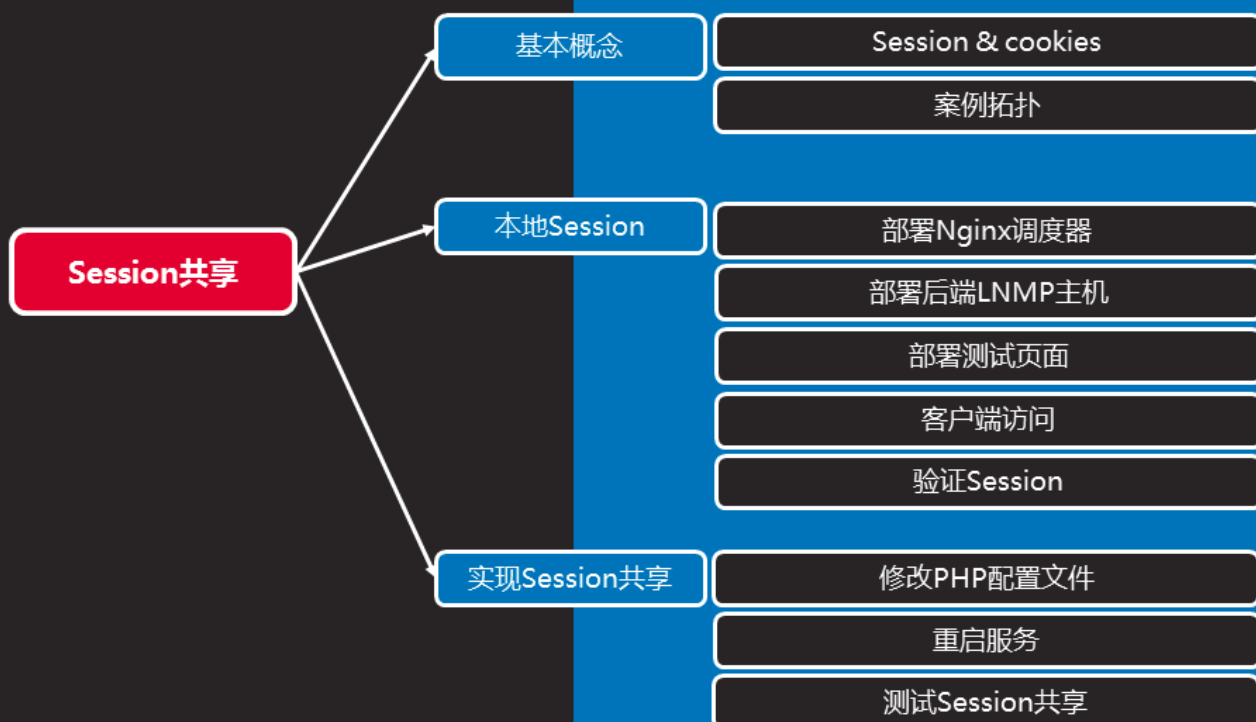 Session共享
基本概念
Session & cookies
案例拓扑
本地Session
部署Nginx调度器
部署后端LNMP主机
部署测试页面
客户端访问
验证Session
实现Session共享
修改PHP配置文件
重启服务
测试Session共享